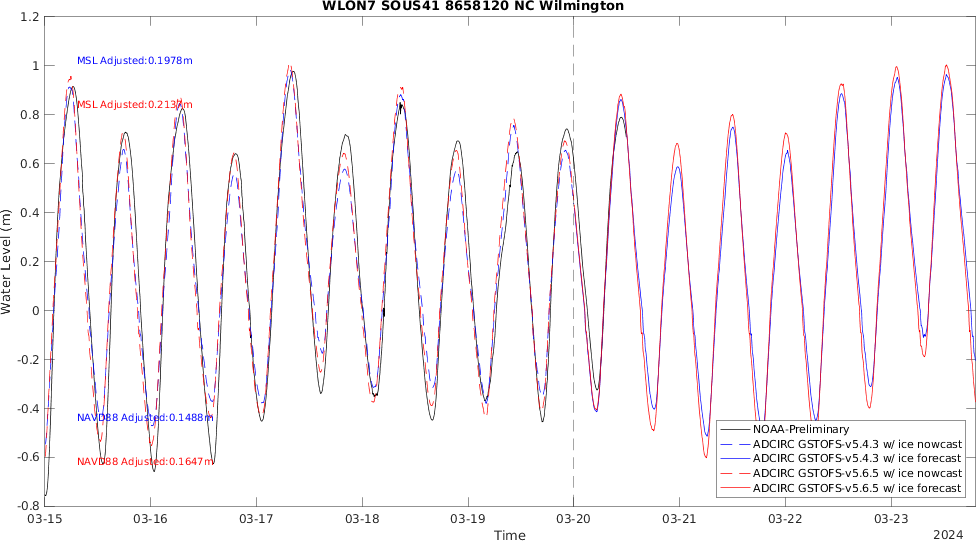 WLON7 SOUS41 8658120 NC Wilmington
1.2
1
0.8
0.6
0.4
0.2
0
-0.2
-0.4
-0.6
-0.8
Water Level (m)
MSL Adjusted:0.1978m
MSL Adjusted:0.2137m
NAVD88 Adjusted:0.1488m
NAVD88 Adjusted:0.1647m
NOAA-Preliminary
ADCIRC GSTOFS-v5.4.3 w/ ice nowcast
ADCIRC GSTOFS-v5.4.3 w/ ice forecast
ADCIRC GSTOFS-v5.6.5 w/ ice nowcast
ADCIRC GSTOFS-v5.6.5 w/ ice forecast
03-15 03-16 03-17 03-18 03-19 03-20 03-21 03-22 03-23
Time
2024